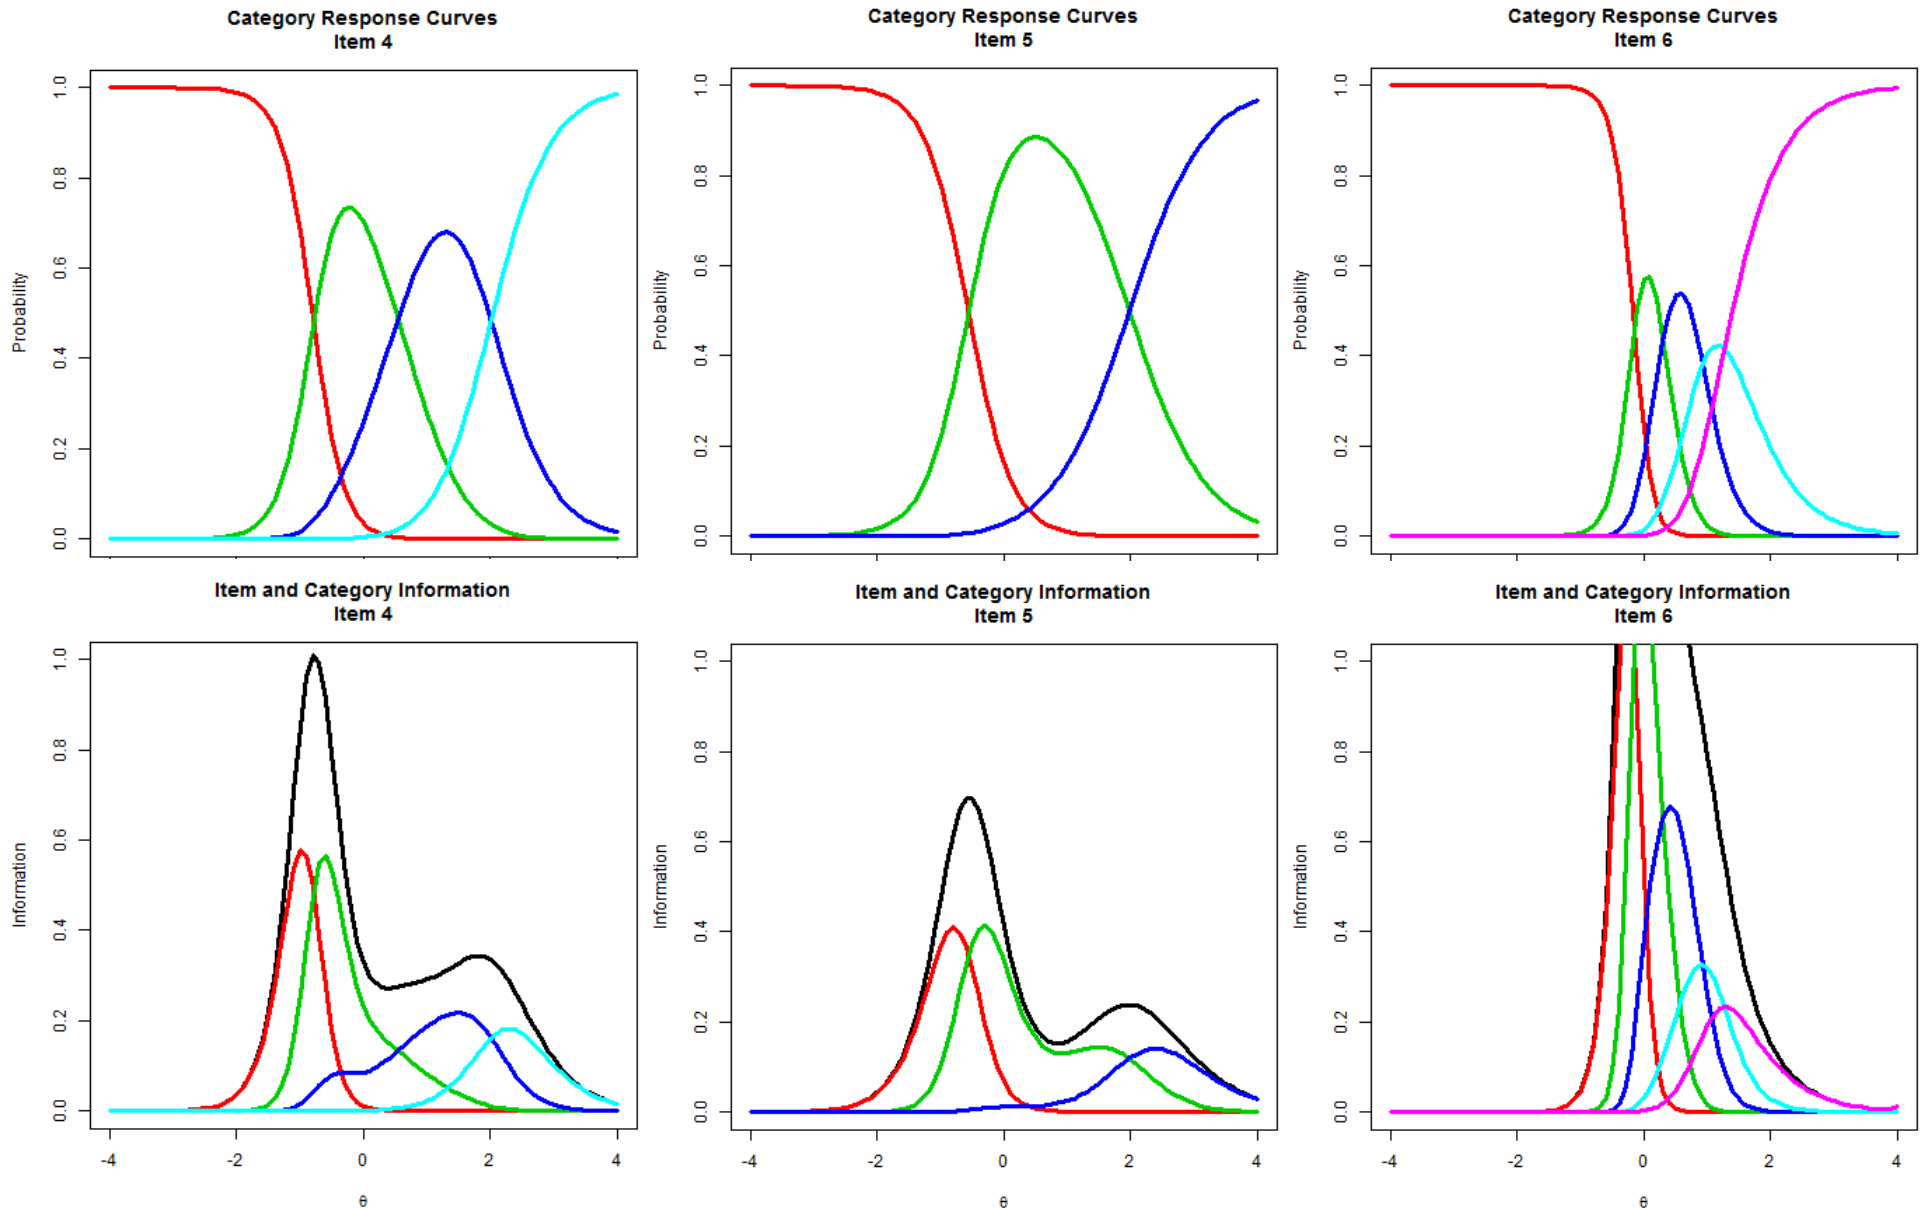 Category Response Curves
Item 4
Category Response Curves
Item 5
Category Response Curves
Item 6
Probability
1.0
0.8
0.6
0.4
0.2
0.0
Probability
1.0
0.8
0.6
0.4
0.2
0.0
Probability
1.0
0.8
0.6
0.4
0.2
0.0
Item and Category Information
Item 4
Item and Category Information
Item 5
Item and Category Information
Item 6
Information
1.0
0.8
0.6
0.4
0.2
0.0
-4 -2 0 2 4
θ
Information
1.0
0.8
0.6
0.4
0.2
0.0
-4 -2 0 2 4
θ
Information
1.0
0.8
0.6
0.4
0.2
0.0
-4 -2 0 2 4
θ